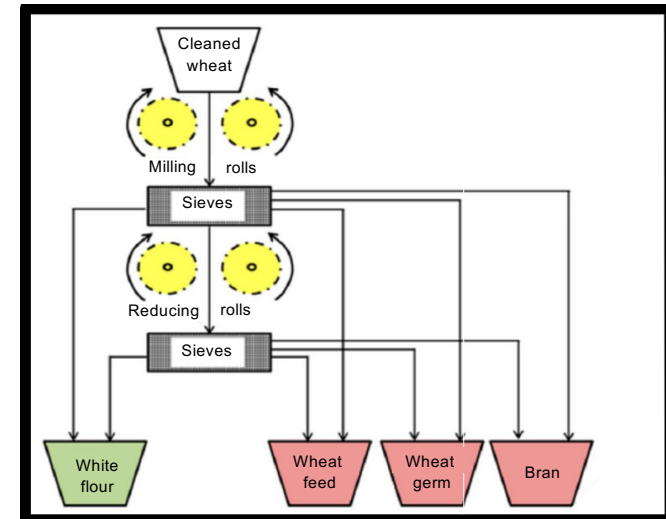 Cleaned
wheat
Milling rolls
Sieves
Reducing rolls
Sieves
White
flour
Wheat
feed
Wheat
germ
Bran